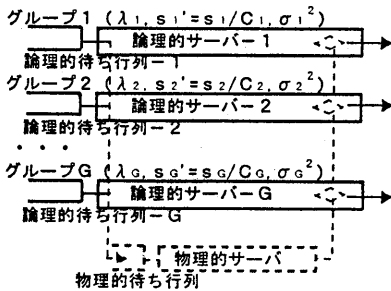 グループ1 (λ1, s1'=s1/C1, σ1²)
論理的サーバー1
論理的待ち行列-1
グループ2 (λ2, s2'=s2/C2, σ2²)
論理的サーバー2
論理的待ち行列-2
・・・
グループG (λG, sG'=sG/CG, σG²)
論理的サーバーG
論理的待ち行列-G
物理的サーバ
物理的待ち行列